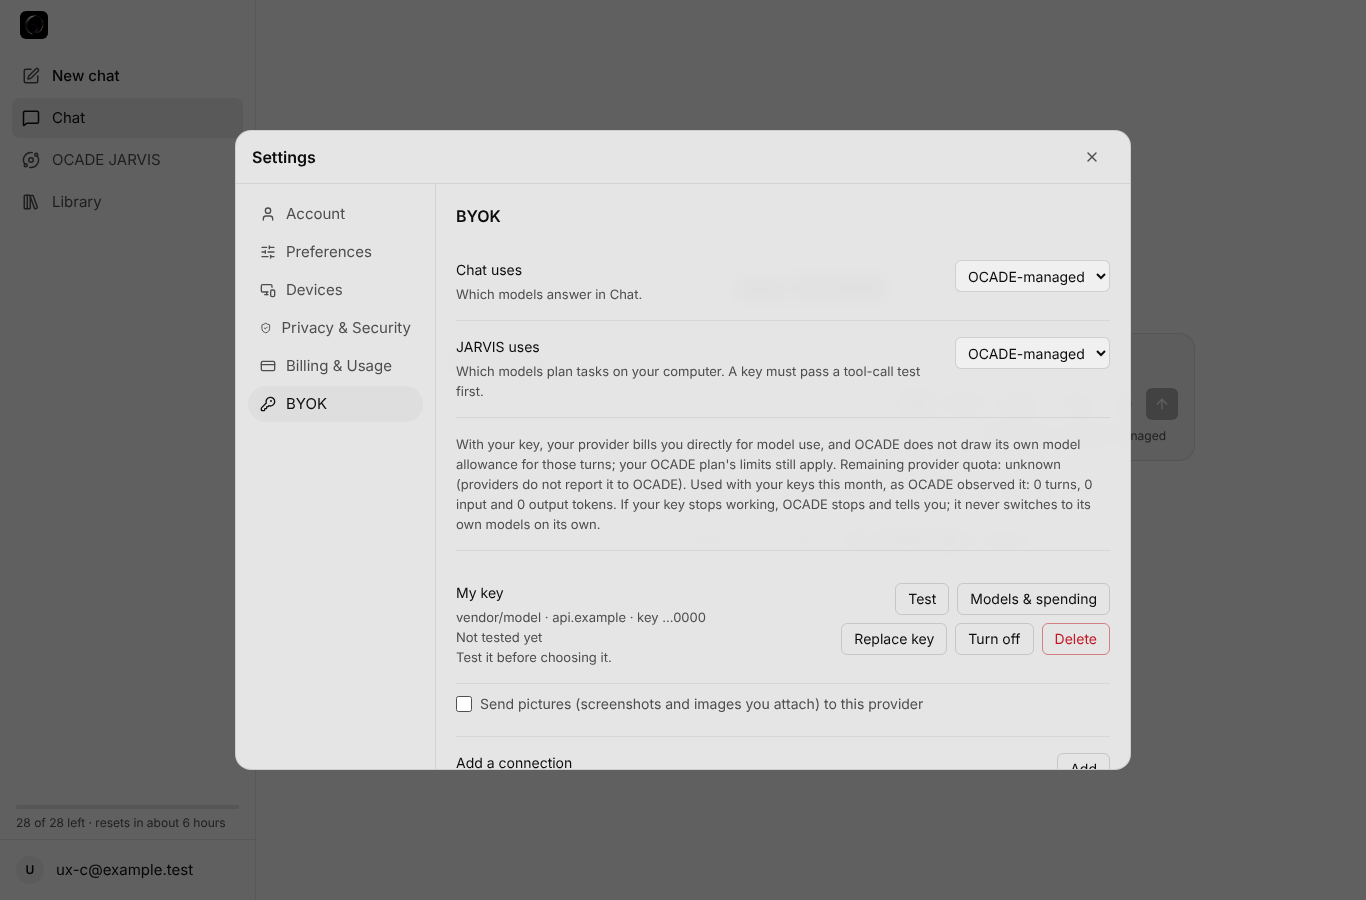 New chat
Chat
OCADE JARVIS
Library
28 of 28 left · resets in about 6 hours
U
ux-c@example.test
Settings
Account
Preferences
Devices
Privacy & Security
Billing & Usage
BYOK
BYOK
Chat uses
Which models answer in Chat.
OCADE-managed
JARVIS uses
Which models plan tasks on your computer. A key must pass a tool-call test
first.
OCADE-managed
With your key, your provider bills you directly for model use, and OCADE does not draw its own model
allowance for those turns; your OCADE plan's limits still apply. Remaining provider quota: unknown
(providers do not report it to OCADE). Used with your keys this month, as OCADE observed it: 0 turns, 0
input and 0 output tokens. If your key stops working, OCADE stops and tells you; it never switches to its
own models on its own.
My key
vendor/model · api.example · key …0000
Not tested yet
Test it before choosing it.
Test
Models & spending
Replace key
Turn off
Delete
Send pictures (screenshots and images you attach) to this provider
Add a connection
Add
naged